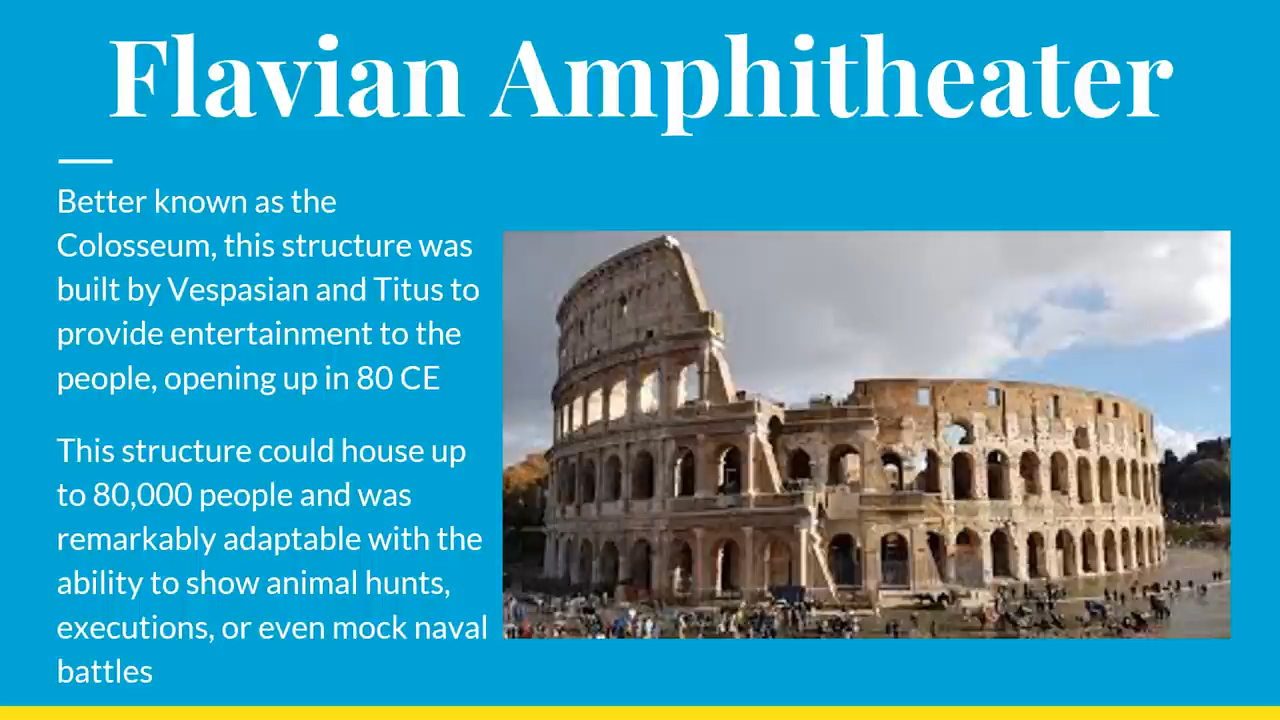 Flavian Amphitheater
Better known as the
Colosseum, this structure was
built by Vespasian and Titus to
provide entertainment to the
people, opening up in 80 CE
This structure could house up
to 80,000 people and was
remarkably adaptable with the
ability to show animal hunts,
executions, or even mock naval
battles